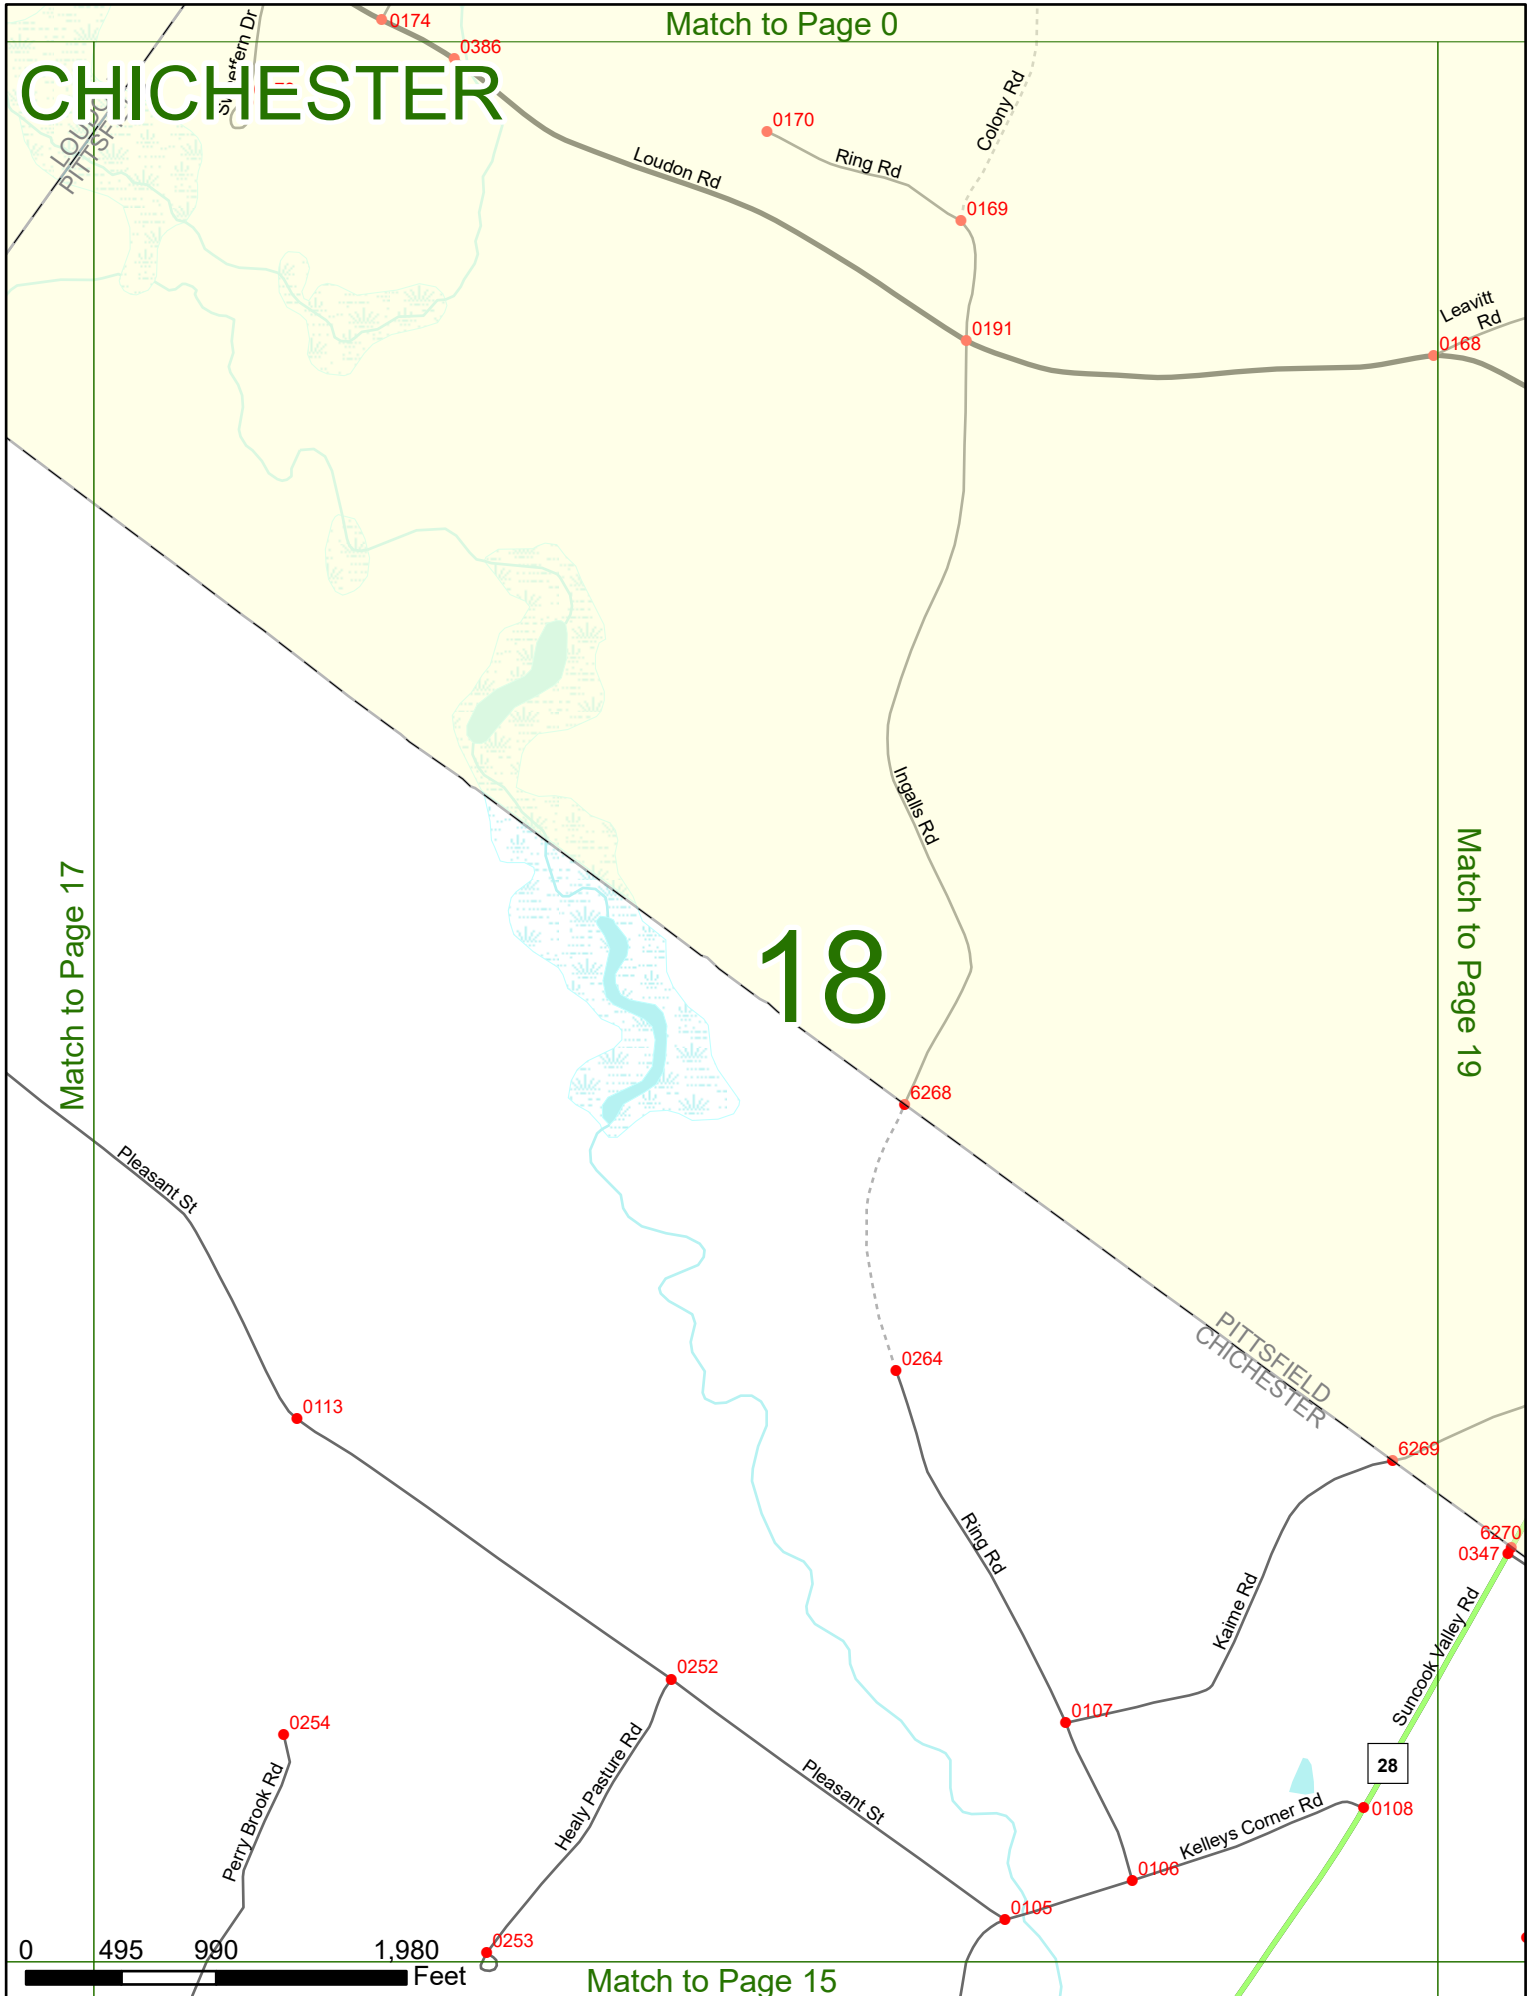 Match to Page 0
CHICHESTER
0174
0386
LOUDON
PITTSF
0170
Ring Rd
Colony Rd
Loudon Rd
0169
0191
Leavitt
Rd
0168
Ingalls Rd
Match to Page 17
18
Match to Page 19
6268
Pleasant St
PITTSFIELD
CHICHESTER
0264
0113
6269
Ring Rd
6270
0347
Kaime Rd
Suncook Valley Rd
0252
0254
0107
Healy Pasture Rd
Perry Brook Rd
Pleasant St
28
Kelleys Corner Rd
0108
0106
0105
0253
0 495 990 1,980
Feet
Match to Page 15